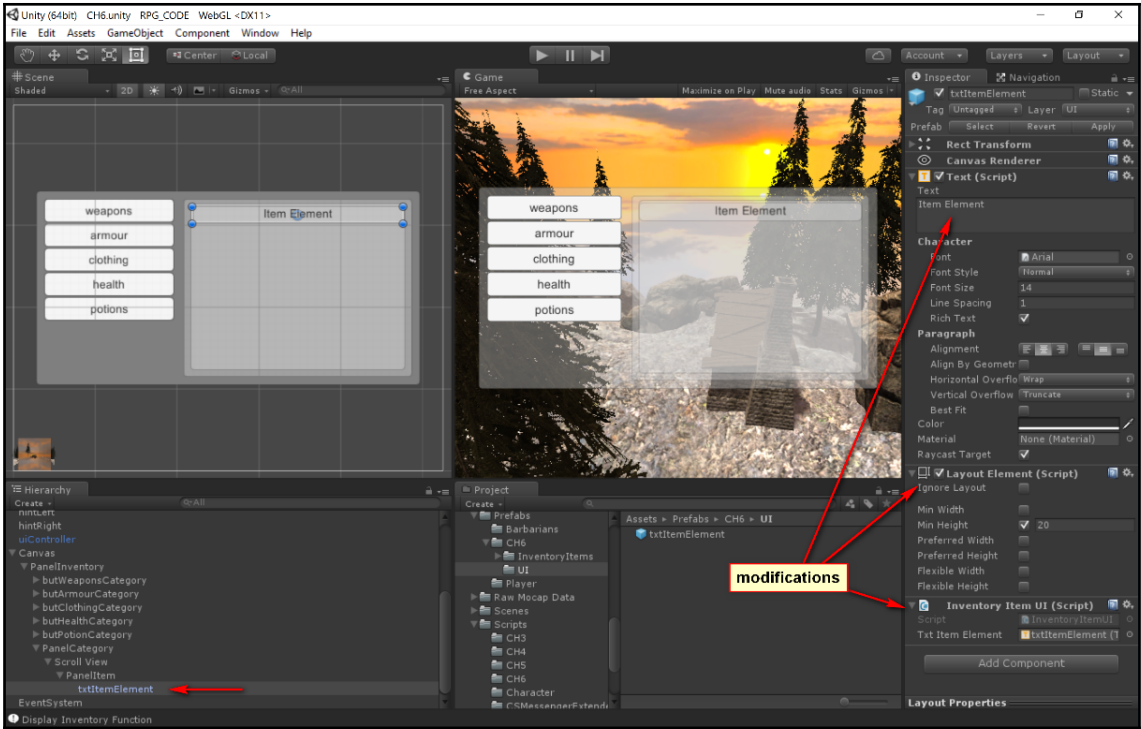 Unity (64bit) CH6.unity RPG_CODE WebGL <DX11>
File Edit Assets GameObject Component Window Help
Center Local
Account Layers Layout
Scene
Shaded 2D Gizmos All
weapons
armour
clothing
health
potions
Item Element
Game
Free Aspect Maximize on Play Mute audio Stats Gizmos
weapons
armour
clothing
health
potions
Item Element
Hierarchy
Create All
hintLeft
hintRight
uiController
Canvas
PanelInventory
butWeaponsCategory
butArmourCategory
butClothingCategory
butHealthCategory
butPotionCategory
PanelCategory
Scroll View
PanelItem
txtItemElement
EventSystem
Display Inventory Function
Project
Create
Prefabs
Barbarians
CH6
InventoryItems
UI
Player
Raw Mocap Data
Scenes
Scripts
CH3
CH4
CH5
CH6
Character
CSMessengerExtende
Assets Prefabs CH6 UI
txtItemElement
modifications
Inspector Navigation
txtItemElement Static
Tag Untagged Layer UI
Prefab Select Revert Apply
Rect Transform
Canvas Renderer
Text (Script)
Text
Item Element
Character
Font Arial
Font Style Normal
Font Size 14
Line Spacing 1
Rich Text
Paragraph
Alignment
Align By Geometr
Horizontal Overflo Wrap
Vertical Overflow Truncate
Best Fit
Color
Material None (Material)
Raycast Target
Layout Element (Script)
Ignore Layout
Min Width
Min Height 20
Preferred Width
Preferred Height
Flexible Width
Flexible Height
Inventory Item UI (Script)
Script InventoryItemUI
Txt Item Element txtItemElement (T
Add Component
Layout Properties